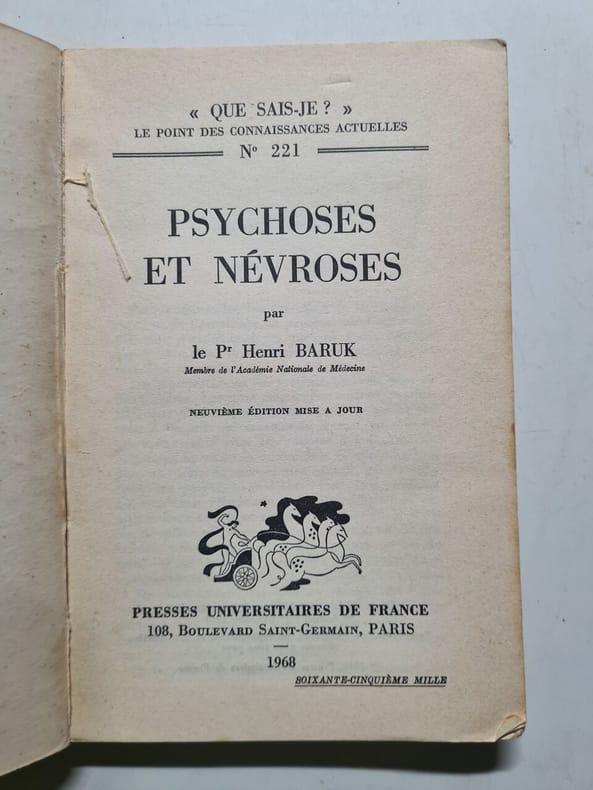 « QUE SAIS-JE ? »
LE POINT DES CONNAISSANCES ACTUELLES
Nº 221
PSYCHOSES
ET NÉVROSES
par
le Pr Henri BARUK
Membre de l'Académie Nationale de Médecine
NEUVIÈME ÉDITION MISE A JOUR
PRESSES UNIVERSITAIRES DE FRANCE
108, BOULEVARD SAINT-GERMAIN, PARIS
—
1968
SOIXANTE-CINQUIÈME MILLE